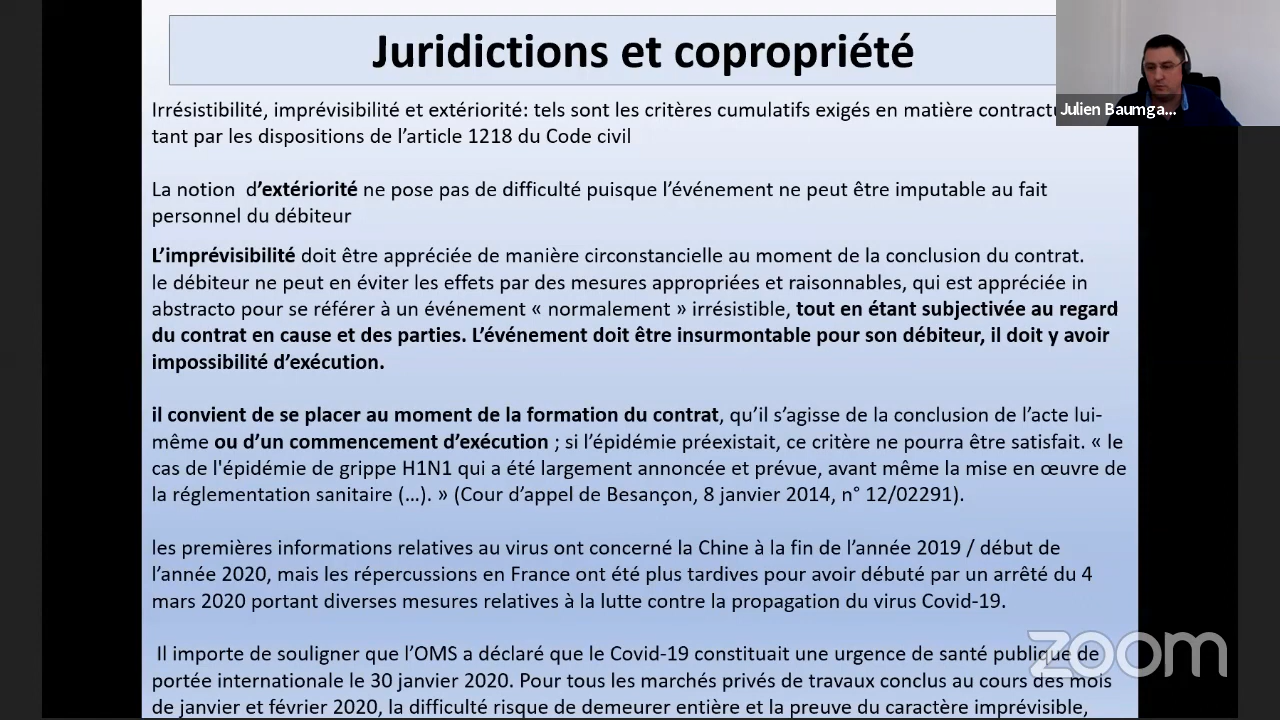 Juridictions et copropriété
Irrésistibilité, imprévisibilité et extériorité: tels sont les critères cumulatifs exigés en matière
tant par les dispositions de l’article 1218 du Code civil
Julien Baumga...
La notion d’extériorité ne pose pas de difficulté puisque l’événement ne peut être imputable au fait
personnel du débiteur
L’imprévisibilité doit être appréciée de manière circonstancielle au moment de la conclusion du contrat.
le débiteur ne peut en éviter les effets par des mesures appropriées et raisonnables, qui est appréciée in
abstracto pour se référer à un événement « normalement » irrésistible, tout en étant subjectivée au regard
du contrat en cause et des parties. L’événement doit être insurmontable pour son débiteur, il doit y avoir
impossibilité d’exécution.
il convient de se placer au moment de la formation du contrat, qu’il s’agisse de la conclusion de l’acte lui-
même ou d’un commencement d’exécution ; si l’épidémie préexistait, ce critère ne pourra être satisfait. « le
cas de l'épidémie de grippe H1N1 qui a été largement annoncée et prévue, avant même la mise en œuvre de
la réglementation sanitaire (…). » (Cour d’appel de Besançon, 8 janvier 2014, n° 12/02291).
les premières informations relatives au virus ont concerné la Chine à la fin de l’année 2019 / début de
l’année 2020, mais les répercussions en France ont été plus tardives pour avoir débuté par un arrêté du 4
mars 2020 portant diverses mesures relatives à la lutte contre la propagation du virus Covid-19.
Il importe de souligner que l’OMS a déclaré que le Covid-19 constituait une urgence de santé publique de
portée internationale le 30 janvier 2020. Pour tous les marchés privés de travaux conclus au cours des mois
de janvier et février 2020, la difficulté risque de demeurer entière et la preuve du caractère imprévisible,
zoom